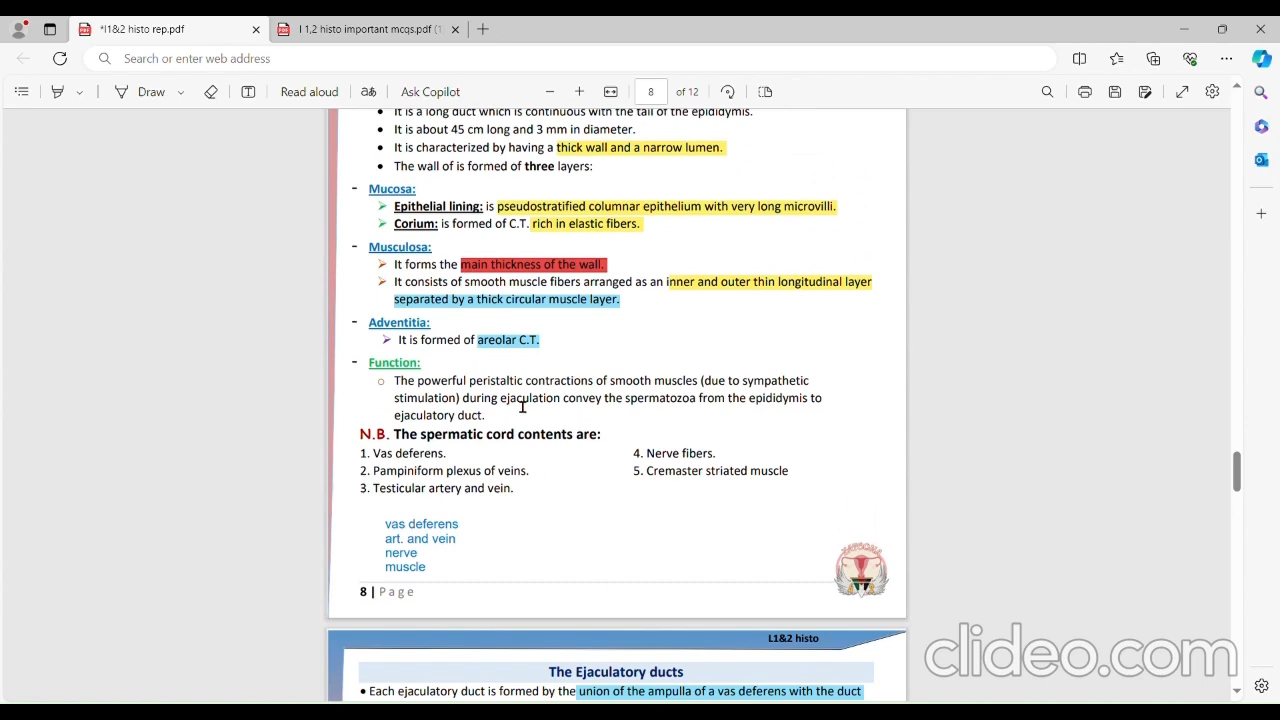 *l1&2 histo rep.pdf
l 1,2 histo important mcqs.pdf (1
Search or enter web address
Draw
Read aloud
Ask Copilot
8
of 12
• It is a long duct which is continuous with the tail of the epididymis.
• It is about 45 cm long and 3 mm in diameter.
• It is characterized by having a thick wall and a narrow lumen.
• The wall of is formed of three layers:
- Mucosa:
➢ Epithelial lining: is pseudostratified columnar epithelium with very long microvilli.
➢ Corium: is formed of C.T. rich in elastic fibers.
- Musculosa:
➢ It forms the main thickness of the wall.
➢ It consists of smooth muscle fibers arranged as an inner and outer thin longitudinal layer
separated by a thick circular muscle layer.
- Adventitia:
➢ It is formed of areolar C.T.
- Function:
○ The powerful peristaltic contractions of smooth muscles (due to sympathetic
stimulation) during ejaculation convey the spermatozoa from the epididymis to
ejaculatory duct.
N.B. The spermatic cord contents are:
1. Vas deferens.
2. Pampiniform plexus of veins.
3. Testicular artery and vein.
4. Nerve fibers.
5. Cremaster striated muscle
vas deferens
art. and vein
nerve
muscle
8 | Page
L1&2 histo
The Ejaculatory ducts
• Each ejaculatory duct is formed by the union of the ampulla of a vas deferens with the duct
clideo.com